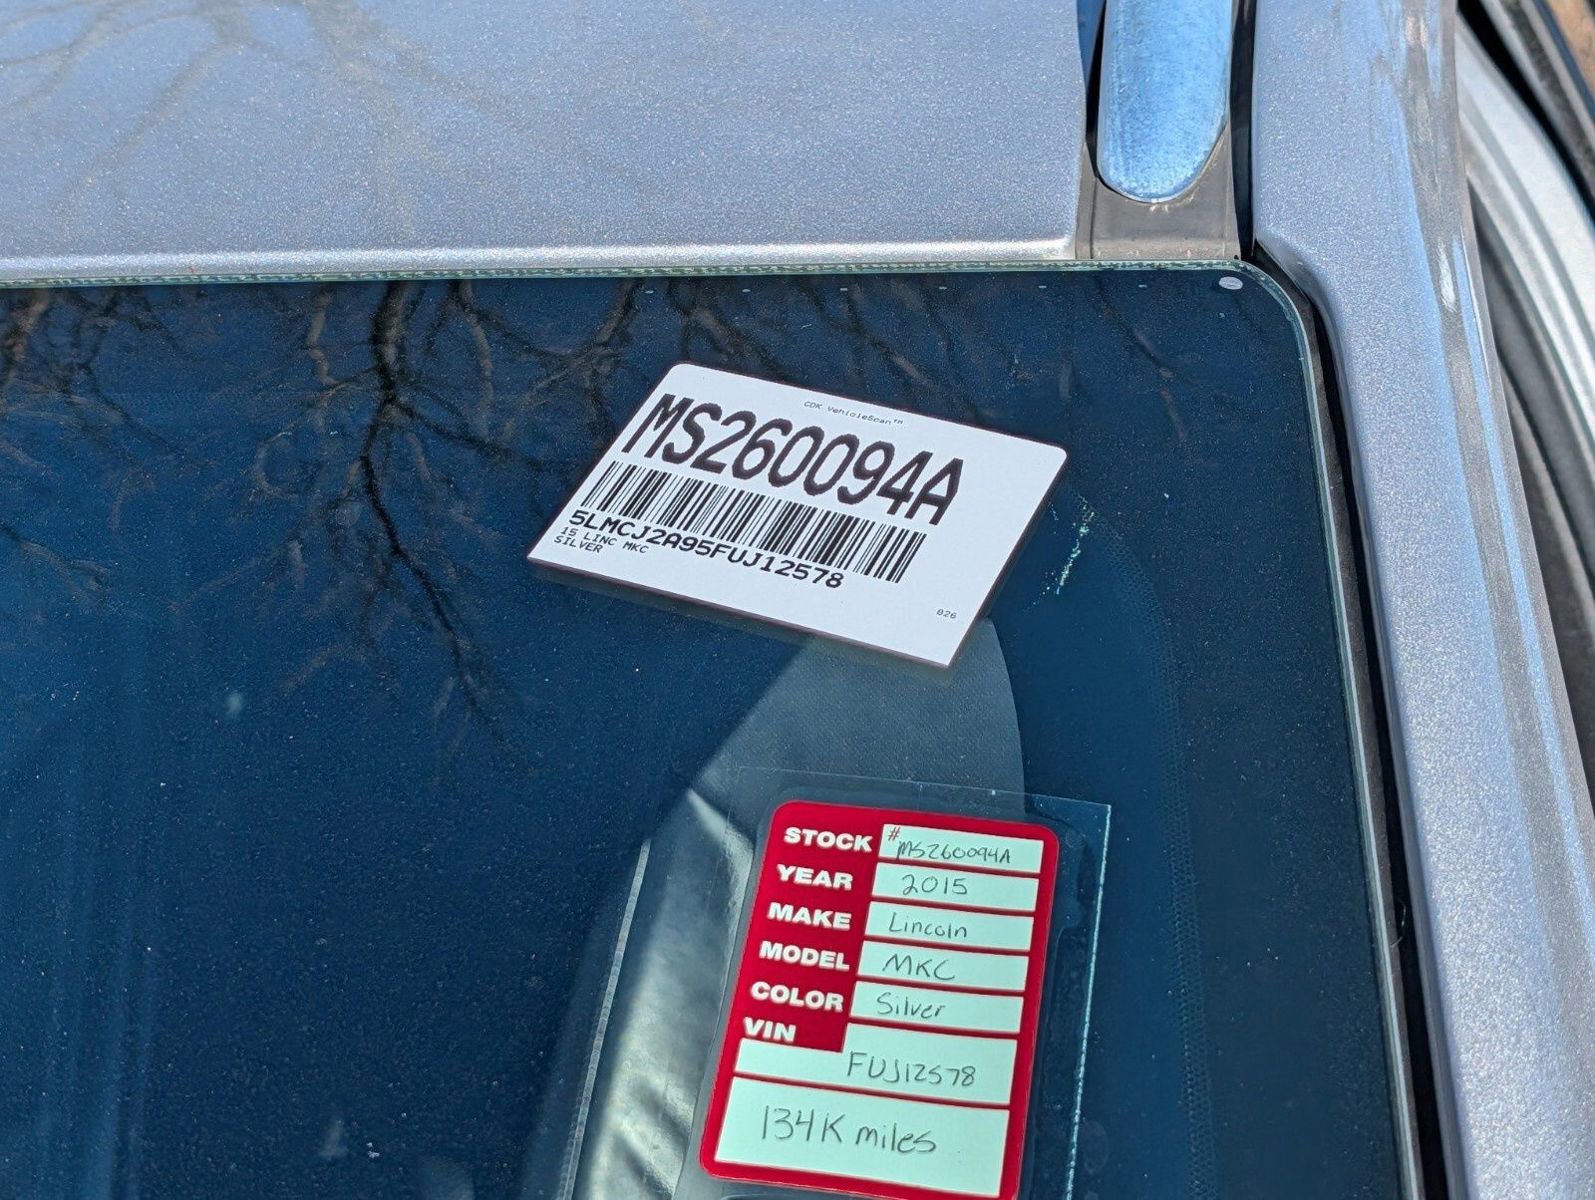 CDK VehicleScan™
MS260094A
5LMCJ2A95FUJ12578
15 LINC MKC
SILVER
826
STOCK # MS260094A
YEAR 2015
MAKE Lincoln
MODEL MKC
COLOR Silver
VIN
FUJ12578
134K miles